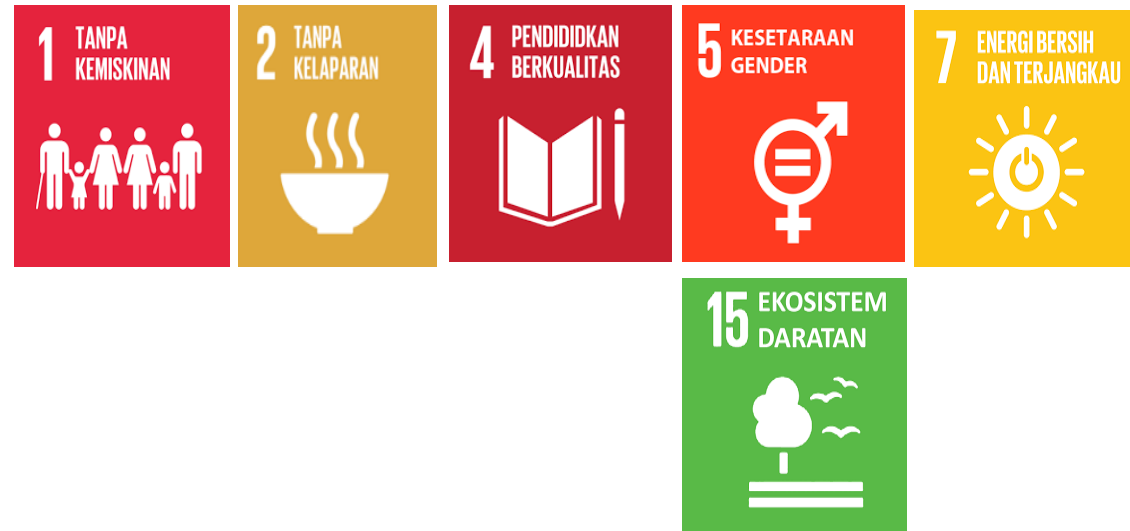 1 TANPA
KEMISKINAN
2 TANPA
KELAPARAN
4 PENDIDIDKAN
BERKUALITAS
5 KESETARAAN
GENDER
7 ENERGI BERSIH
DAN TERJANGKAU
15 EKOSISTEM
DARATAN